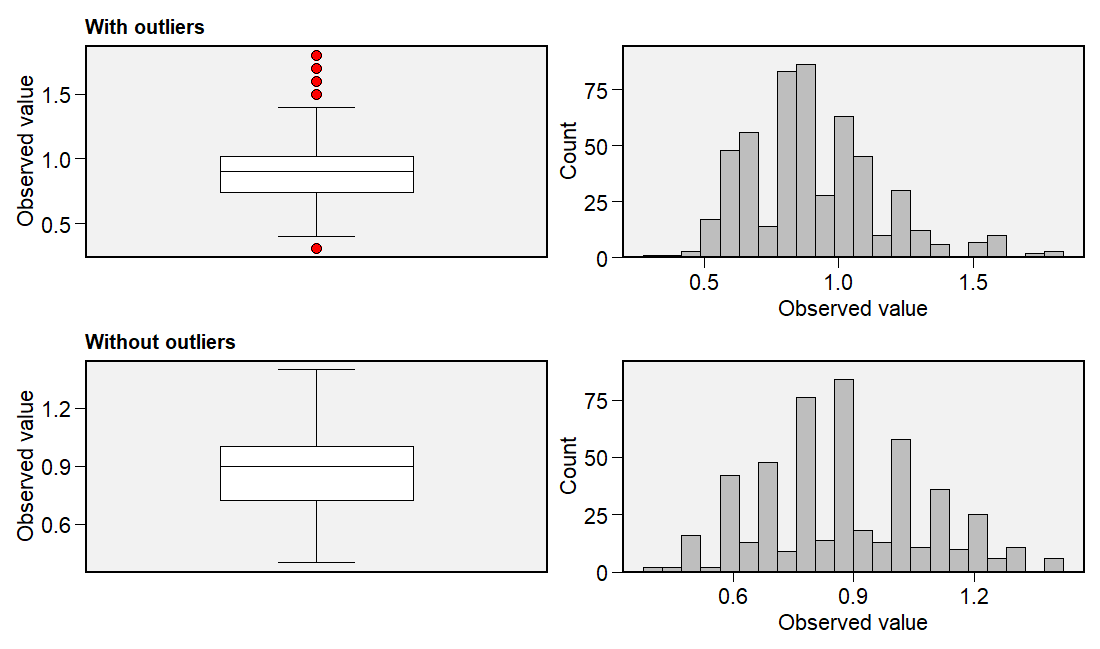 With outliers
Observed value
1.5
1.0
0.5
Count
75
50
25
0
0.5 1.0 1.5
Observed value
Without outliers
Observed value
1.2
0.9
0.6
Count
75
50
25
0
0.6 0.9 1.2
Observed value